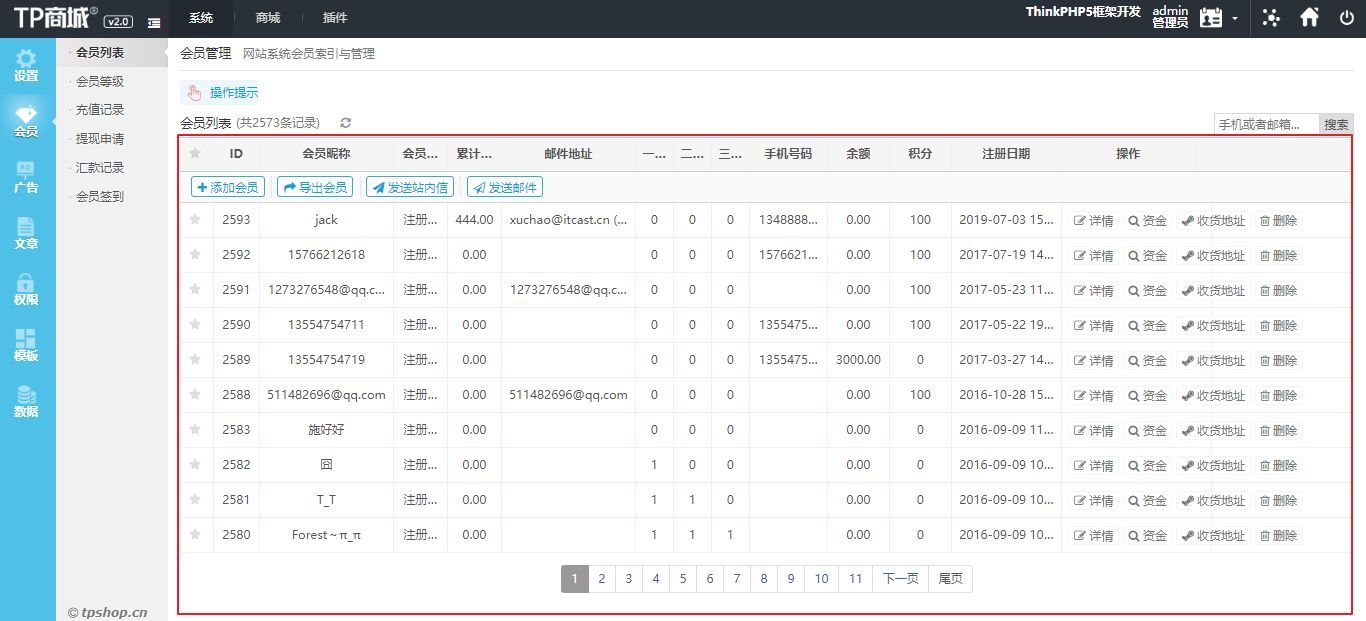 TP商城® v2.0 系统 商城 插件 ThinkPHP5框架开发 admin 管理员
设置
会员
广告
文章
权限
模板
数据
会员列表
会员等级
充值记录
提现申请
汇款记录
会员签到
© tpshop.cn
会员管理 网站系统会员索引与管理
操作提示
会员列表 (共2573条记录) 手机或者邮箱... 搜索
ID 会员昵称 会员... 累计... 邮件地址 一... 二... 三... 手机号码 余额 积分 注册日期 操作
添加会员 导出会员 发送站内信 发送邮件
2593 jack 注册... 444.00 xuchao@itcast.cn (... 0 0 0 1348888... 0.00 100 2019-07-03 15... 详情 资金 收货地址 删除
2592 15766212618 注册... 0.00 0 0 0 1576621... 0.00 100 2017-07-19 14... 详情 资金 收货地址 删除
2591 1273276548@qq.c... 注册... 0.00 1273276548@qq.c... 0 0 0 0.00 100 2017-05-23 11... 详情 资金 收货地址 删除
2590 13554754711 注册... 0.00 0 0 0 1355475... 0.00 100 2017-05-22 19... 详情 资金 收货地址 删除
2589 13554754719 注册... 0.00 0 0 0 1355475... 3000.00 0 2017-03-27 14... 详情 资金 收货地址 删除
2588 511482696@qq.com 注册... 0.00 511482696@qq.com 0 0 0 0.00 100 2016-10-28 15... 详情 资金 收货地址 删除
2583 施好好 注册... 0.00 0 0 0 0.00 0 2016-09-09 11... 详情 资金 收货地址 删除
2582 囧 注册... 0.00 1 0 0 0.00 0 2016-09-09 10... 详情 资金 收货地址 删除
2581 T_T 注册... 0.00 1 1 0 0.00 0 2016-09-09 10... 详情 资金 收货地址 删除
2580 Forest～π_π 注册... 0.00 1 1 1 0.00 0 2016-09-09 10... 详情 资金 收货地址 删除
1 2 3 4 5 6 7 8 9 10 11 下一页 尾页